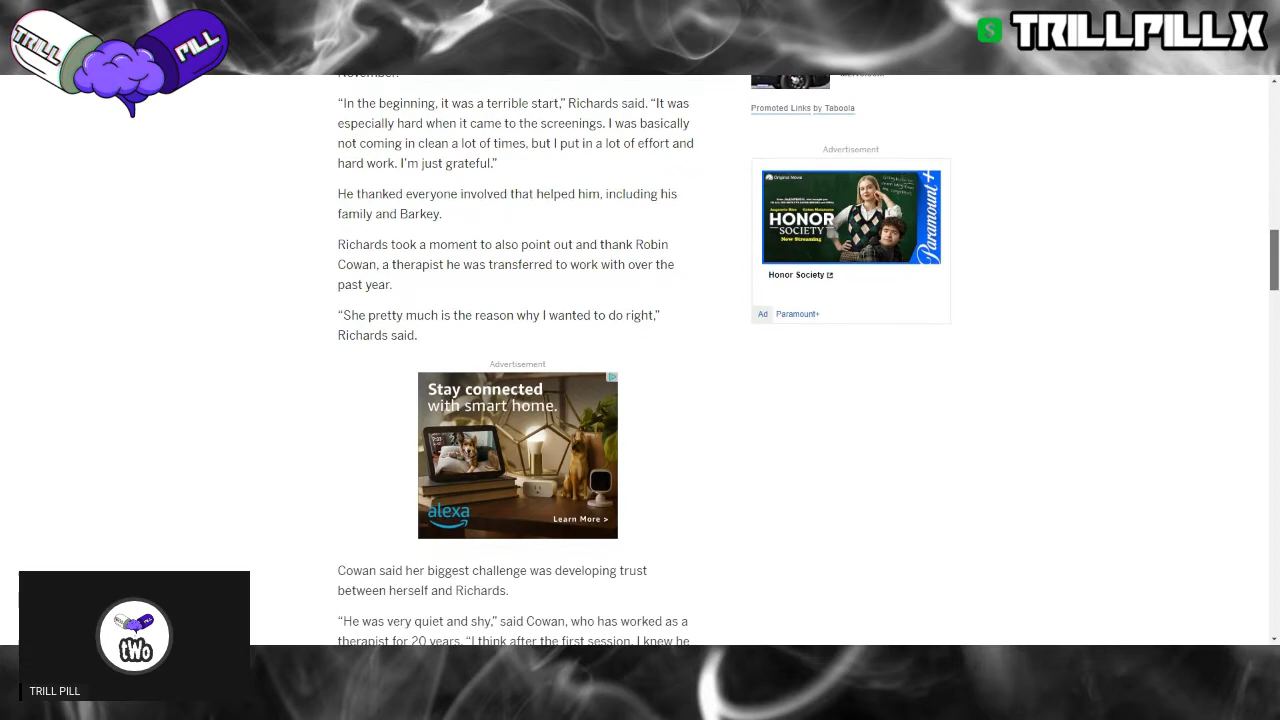 TRILL
PILL
$ TRILLPILLX
November.
“In the beginning, it was a terrible start,” Richards said. “It was
especially hard when it came to the screenings. I was basically
not coming in clean a lot of times, but I put in a lot of effort and
hard work. I’m just grateful.”
He thanked everyone involved that helped him, including his
family and Barkey.
Richards took a moment to also point out and thank Robin
Cowan, a therapist he was transferred to work with over the
past year.
“She pretty much is the reason why I wanted to do right,”
Richards said.
Advertisement
Stay connected
with smart home.
alexa
Learn More >
Cowan said her biggest challenge was developing trust
between herself and Richards.
“He was very quiet and shy,” said Cowan, who has worked as a
therapist for 20 years. “I think after the first session, I knew he
Promoted Links by Taboola
Advertisement
Original Movie
HONOR
SOCIETY
Now Streaming
Paramount+
Honor Society
Ad Paramount+
tWo
TRILL PILL